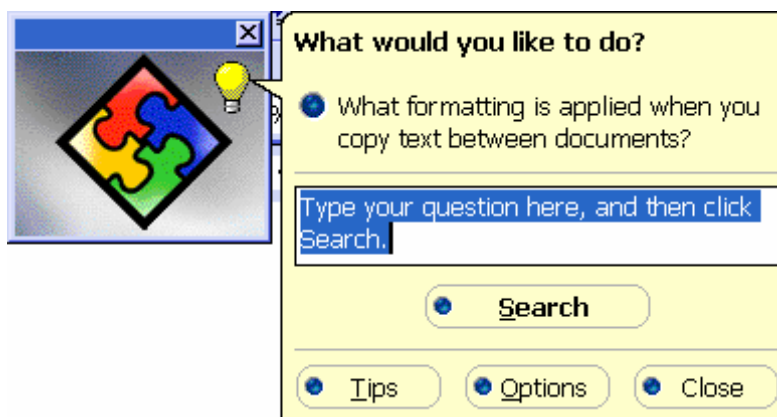 What would you like to do?
What formatting is applied when you
copy text between documents?
Type your question here, and then click
Search.
Search
Tips Options Close